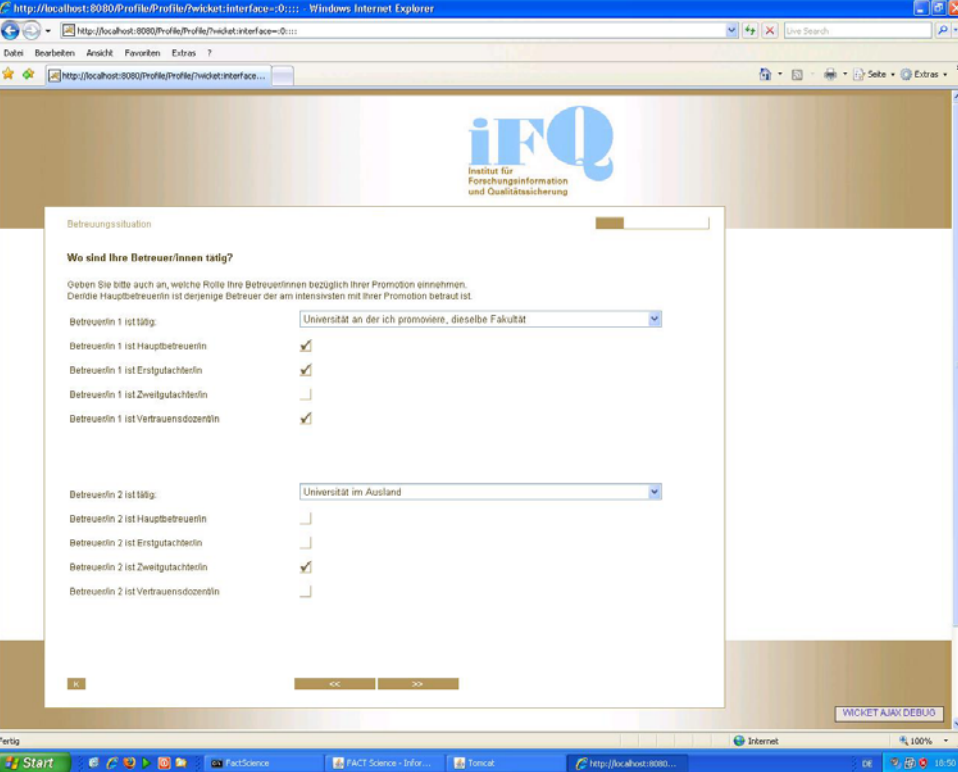 http://localhost:8080/Profile/Profile/?wicket:interface=:0:::: - Windows Internet Explorer
http://localhost:8080/Profile/Profile/?wicket:interface=:0::::
Live Search
Datei Bearbeiten Ansicht Favoriten Extras ?
http://localhost:8080/Profile/Profile/?wicket:interface...
Seite
Extras
iFQ
Institut für
Forschungsinformation
und Qualitätssicherung
Betreuungssituation
Wo sind Ihre Betreuer/innen tätig?
Geben Sie bitte auch an, welche Rolle Ihre Betreuer/innen bezüglich Ihrer Promotion einnehmen.
Der/die Hauptbetreuer/in ist derjenige Betreuer der am intensivsten mit Ihrer Promotion betraut ist.
Betreuer/in 1 ist tätig: Universität an der ich promoviere, dieselbe Fakultät
Betreuer/in 1 ist Hauptbetreuer/in
Betreuer/in 1 ist Erstgutachter/in
Betreuer/in 1 ist Zweitgutachter/in
Betreuer/in 1 ist Vertrauensdozent/in
Betreuer/in 2 ist tätig: Universität im Ausland
Betreuer/in 2 ist Hauptbetreuer/in
Betreuer/in 2 ist Erstgutachter/in
Betreuer/in 2 ist Zweitgutachter/in
Betreuer/in 2 ist Vertrauensdozent/in
K << >>
WICKET AJAX DEBUG
Fertig Internet 100%
Start FactScience FACT Science - Infor... Tomcat http://localhost:8080... DE 16:50